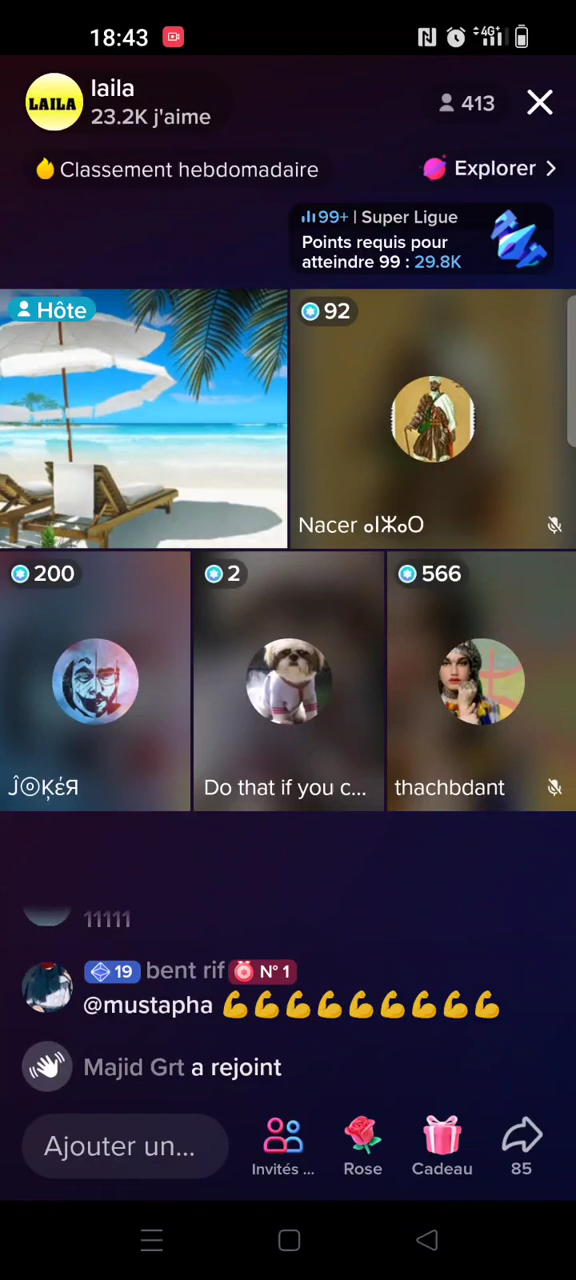 18:43
4G+
LAILA
laila
23.2K j'aime
413
Classement hebdomadaire
Explorer
99+ | Super Ligue
Points requis pour
atteindre 99 : 29.8K
Hôte
92
Nacer ⴰⵏⵣⴰⵔ
200
2
566
ĴⓄĶέЯ
Do that if you c...
thachbdant
11111
19 bent rif N° 1
@mustapha 💪💪💪💪💪💪💪💪💪
Majid Grt a rejoint
Ajouter un...
Invités ...
Rose
Cadeau
85